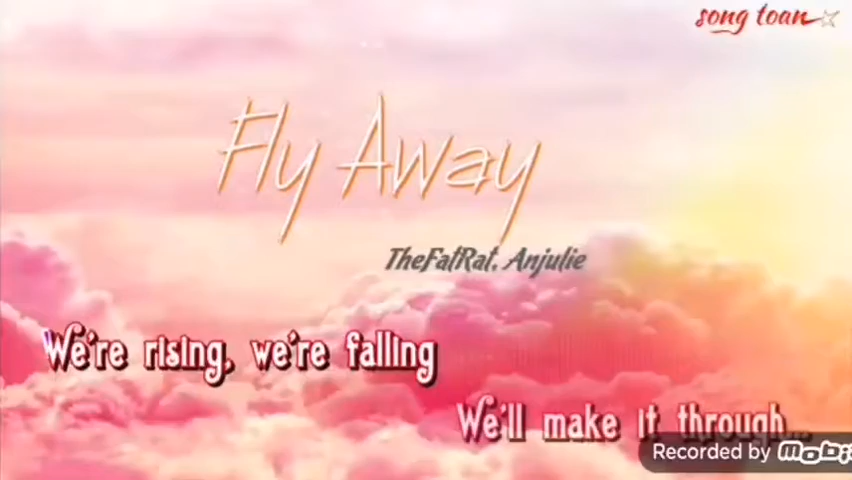 song toan
Fly Away
TheFatRat, Anjulie
We're rising, we're falling
We'll make it through...
Recorded by